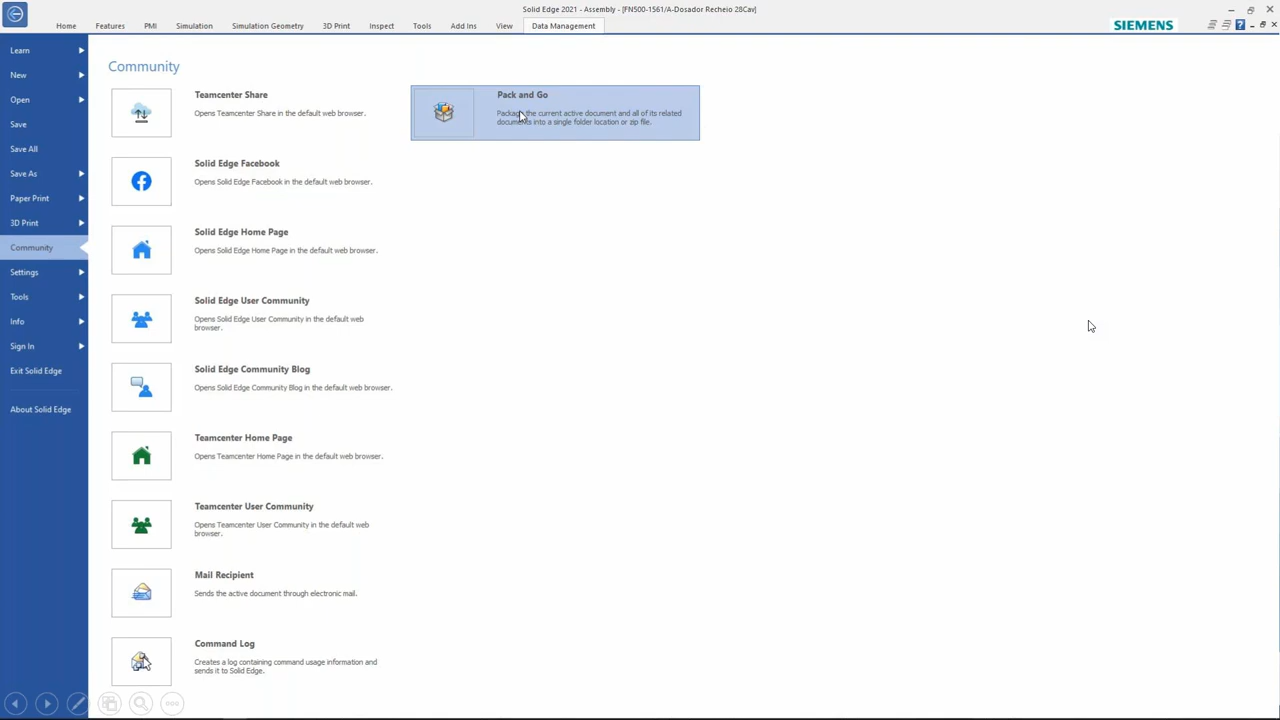 Solid Edge 2021 - Assembly - [FN500-1561/A-Dosador Recheio 28Cav]
Home
Features
PMI
Simulation
Simulation Geometry
3D Print
Inspect
Tools
Add Ins
View
Data Management
SIEMENS
Learn
New
Open
Save
Save All
Save As
Paper Print
3D Print
Community
Settings
Tools
Info
Sign In
Exit Solid Edge
About Solid Edge
Community
Teamcenter Share
Opens Teamcenter Share in the default web browser.
Solid Edge Facebook
Opens Solid Edge Facebook in the default web browser.
Solid Edge Home Page
Opens Solid Edge Home Page in the default web browser.
Solid Edge User Community
Opens Solid Edge User Community in the default web
browser.
Solid Edge Community Blog
Opens Solid Edge Community Blog in the default web browser.
Teamcenter Home Page
Opens Teamcenter Home Page in the default web browser.
Teamcenter User Community
Opens Teamcenter User Community in the default web
browser.
Mail Recipient
Sends the active document through electronic mail.
Command Log
Creates a log containing command usage information and
sends it to Solid Edge.
Pack and Go
Package the current active document and all of its related
documents into a single folder location or zip file.